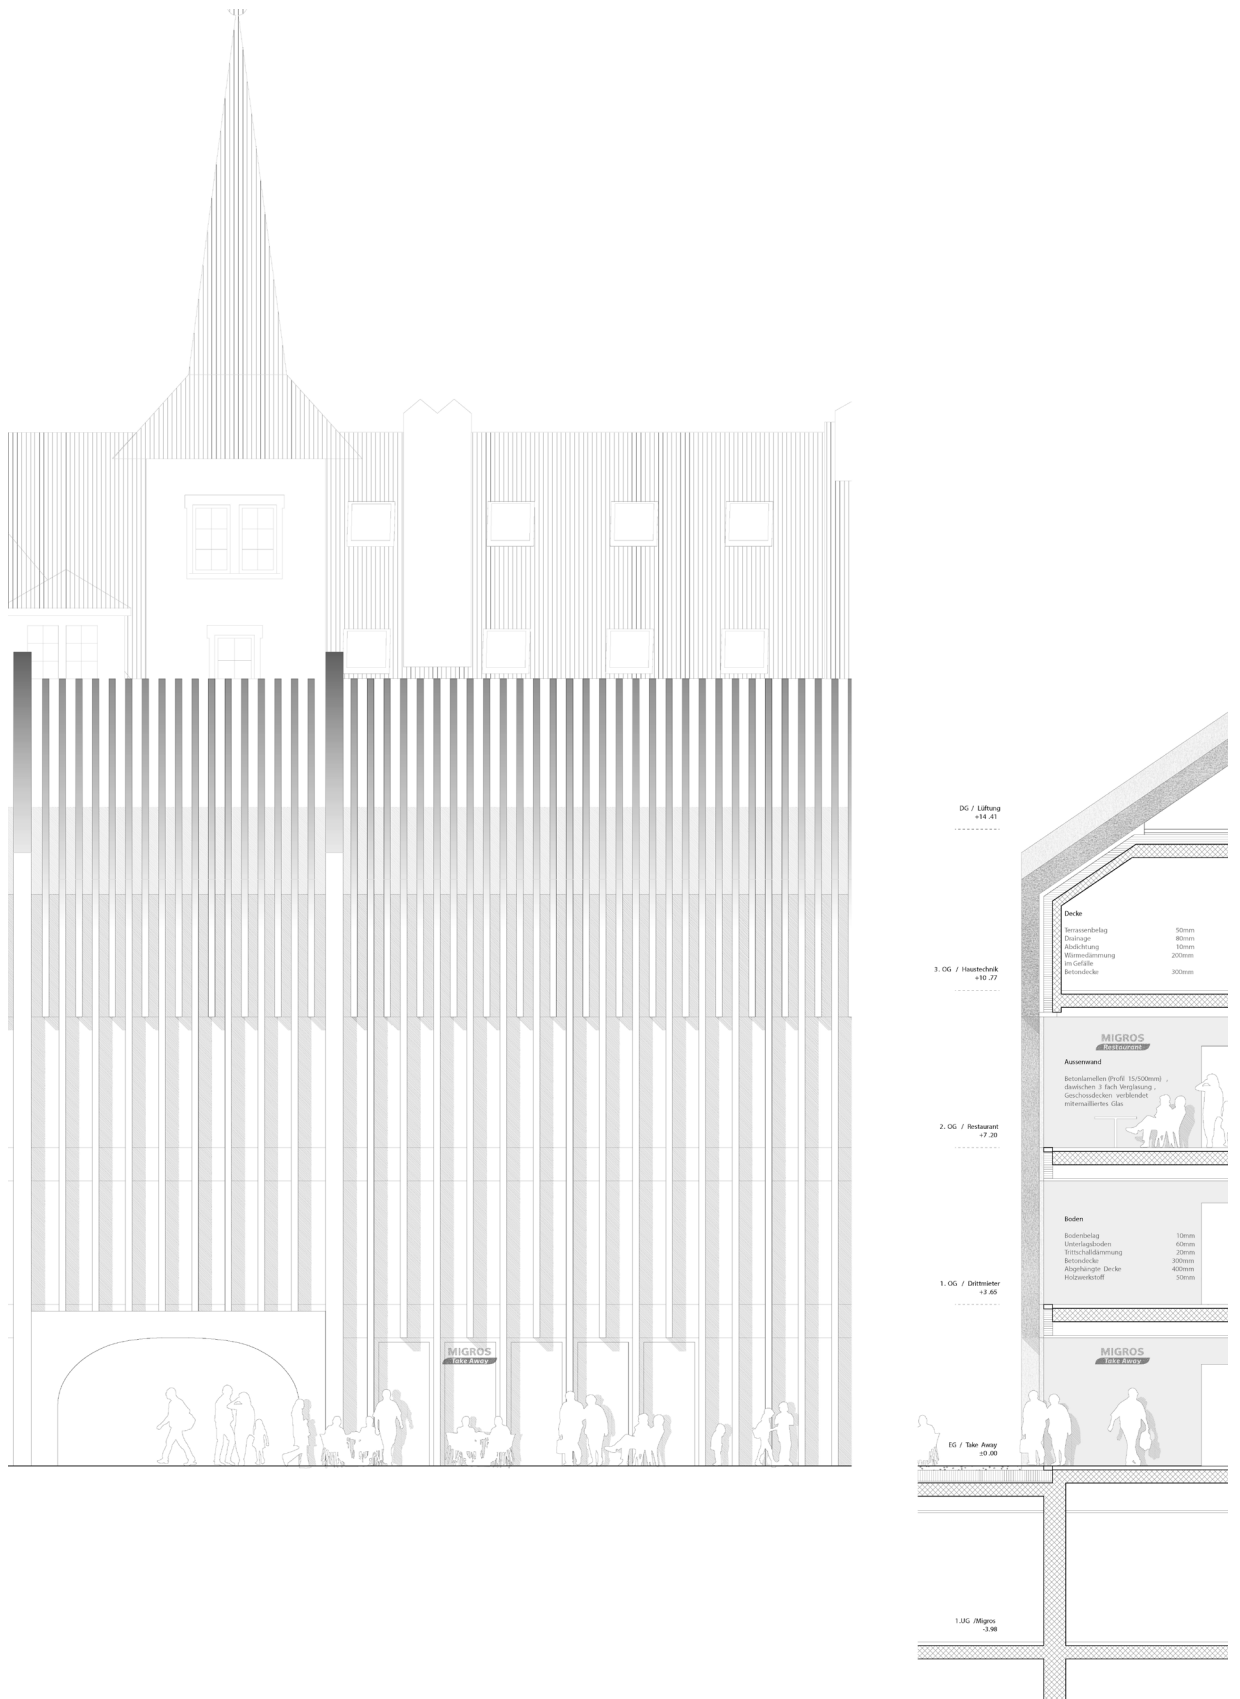 DG / Lüftung
+14 .41
Decke
Terrassenbelag 50mm
Drainage 80mm
Abdichtung 10mm
Wärmedämmung 200mm
im Gefälle
Betondecke 300mm
3. OG / Haustechnik
+10 .77
MIGROS
Restaurant
Aussenwand
Betonlamellen (Profil 15/500mm) ,
dawischen 3 fach Verglasung ,
Geschossdecken verblendet
mitemailliertes Glas
2. OG / Restaurant
+7 .20
Boden
Bodenbelag 10mm
Unterlagsboden 60mm
Trittschalldämmung 20mm
Betondecke 300mm
Abgehängte Decke 400mm
Holzwerkstoff 50mm
1. OG / Drittmieter
+3 .65
MIGROS
Take Away
MIGROS
Take Away
EG / Take Away
±0 .00
1.UG /Migros
-3.98